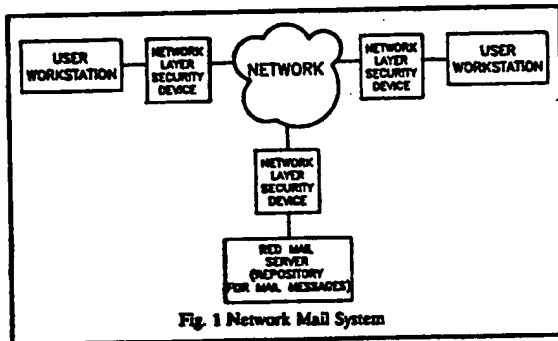 USER
WORKSTATION
NETWORK
LAYER
SECURITY
DEVICE
NETWORK
NETWORK
LAYER
SECURITY
DEVICE
USER
WORKSTATION
NETWORK
LAYER
SECURITY
DEVICE
RED MAIL
SERVER
(REPOSITORY
FOR MAIL MESSAGES)
Fig. 1 Network Mail System